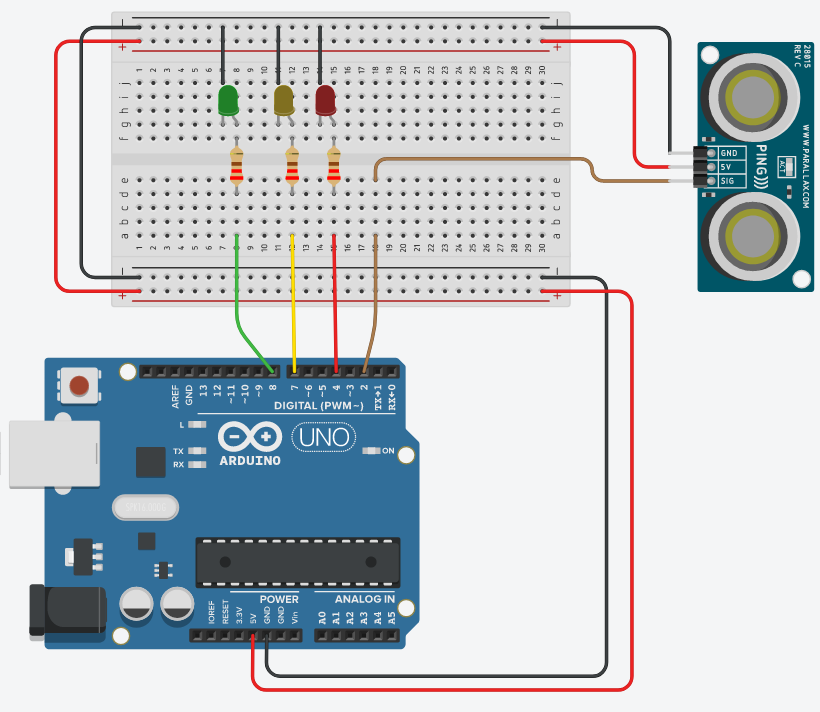 − −
+ +
1 2 3 4 5 6 7 8 9 10 11 12 13 14 15 16 17 18 19 20 21 22 23 24 25 26 27 28 29 30
j j
i i
h h
g g
f f
e e
d d
c c
b b
a a
1 2 3 4 5 6 7 8 9 10 11 12 13 14 15 16 17 18 19 20 21 22 23 24 25 26 27 28 29 30
− −
+ +
28015
REV C
WWW.PARALLAX.COM
PING)))
ACT
GND
5V
SIG
AREF
GND
13
12
~11
~10
~9
8
7
~6
~5
4
~3
2
TX→1
RX←0
DIGITAL (PWM~)
L
TX
RX
UNO
ARDUINO
ON
POWER
ANALOG IN
IOREF
RESET
3.3V
5V
GND
GND
Vin
A0
A1
A2
A3
A4
A5